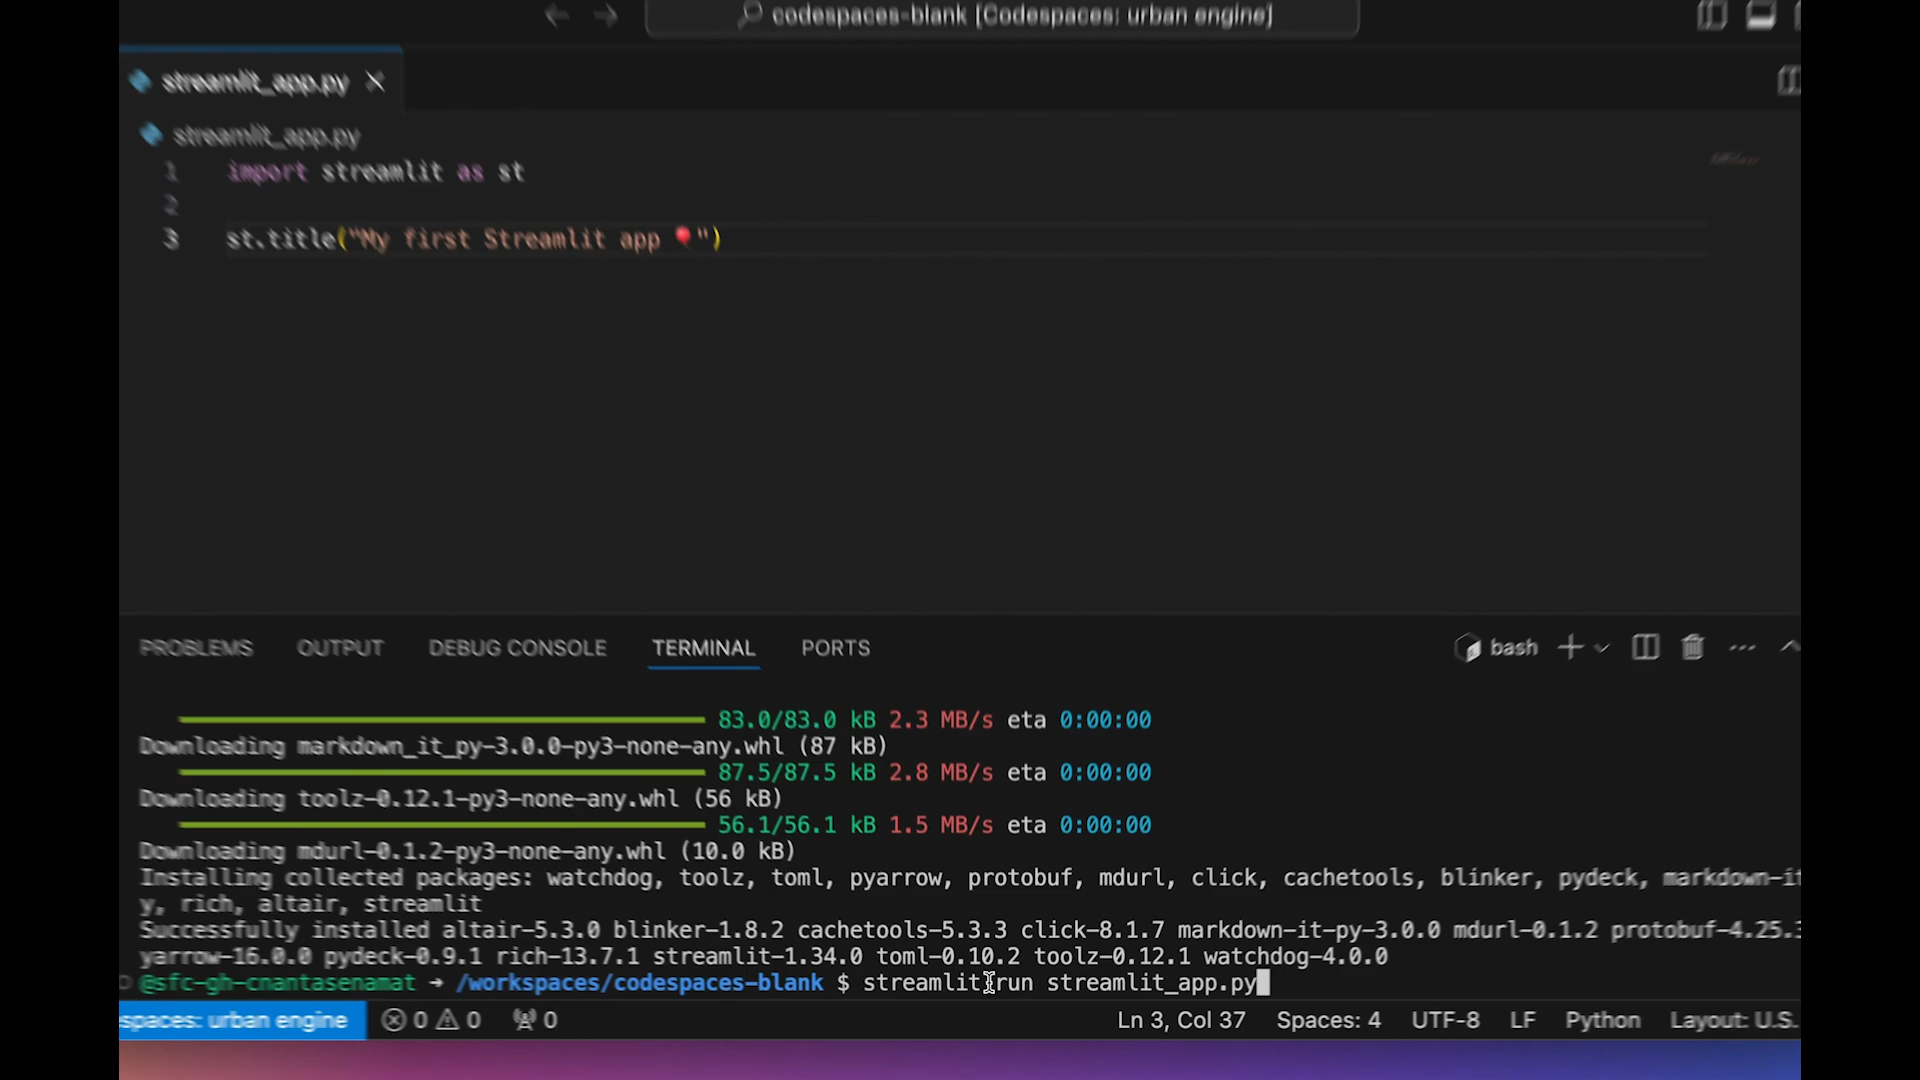 codespaces-blank [Codespaces: urban engine]
streamlit_app.py
streamlit_app.py
1 import streamlit as st
2
3 st.title("My first Streamlit app 🎈")
PROBLEMS OUTPUT DEBUG CONSOLE TERMINAL PORTS
bash
83.0/83.0 kB 2.3 MB/s eta 0:00:00
Downloading markdown_it_py-3.0.0-py3-none-any.whl (87 kB)
87.5/87.5 kB 2.8 MB/s eta 0:00:00
Downloading toolz-0.12.1-py3-none-any.whl (56 kB)
56.1/56.1 kB 1.5 MB/s eta 0:00:00
Downloading mdurl-0.1.2-py3-none-any.whl (10.0 kB)
Installing collected packages: watchdog, toolz, toml, pyarrow, protobuf, mdurl, click, cachetools, blinker, pydeck, markdown-it
y, rich, altair, streamlit
Successfully installed altair-5.3.0 blinker-1.8.2 cachetools-5.3.3 click-8.1.7 markdown-it-py-3.0.0 mdurl-0.1.2 protobuf-4.25.3
yarrow-16.0.0 pydeck-0.9.1 rich-13.7.1 streamlit-1.34.0 toml-0.10.2 toolz-0.12.1 watchdog-4.0.0
@sfc-gh-cnantasenamat ➜ /workspaces/codespaces-blank $ streamlit run streamlit_app.py
spaces: urban engine 0 0 0 Ln 3, Col 37 Spaces: 4 UTF-8 LF Python Layout: U.S.